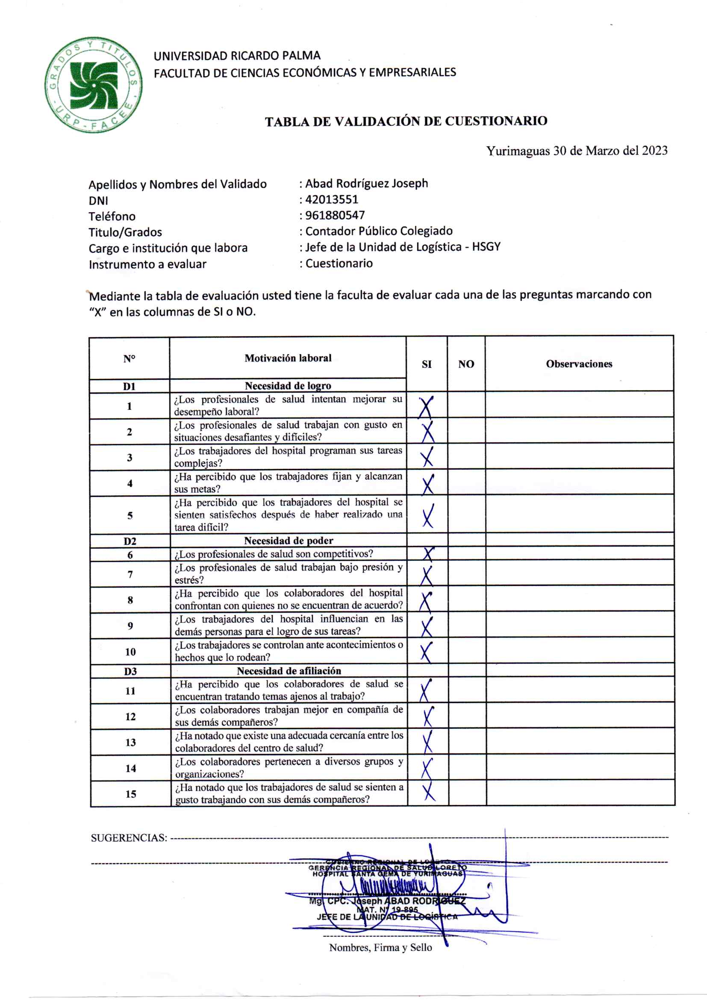 GRADOS Y TITULOS
- URP - FACEE -
UNIVERSIDAD RICARDO PALMA
FACULTAD DE CIENCIAS ECONÓMICAS Y EMPRESARIALES
TABLA DE VALIDACIÓN DE CUESTIONARIO
Yurimaguas 30 de Marzo del 2023
Apellidos y Nombres del Validado : Abad Rodríguez Joseph
DNI : 42013551
Teléfono : 961880547
Titulo/Grados : Contador Público Colegiado
Cargo e institución que labora : Jefe de la Unidad de Logística - HSGY
Instrumento a evaluar : Cuestionario
Mediante la tabla de evaluación usted tiene la faculta de evaluar cada una de las preguntas marcando con
“X” en las columnas de SI o NO.
N° Motivación laboral SI NO Observaciones
D1 Necesidad de logro
1 ¿Los profesionales de salud intentan mejorar su X
desempeño laboral?
2 ¿Los profesionales de salud trabajan con gusto en X
situaciones desafiantes y difíciles?
3 ¿Los trabajadores del hospital programan sus tareas X
complejas?
4 ¿Ha percibido que los trabajadores fijan y alcanzan X
sus metas?
¿Ha percibido que los trabajadores del hospital se
5 sienten satisfechos después de haber realizado una X
tarea difícil?
D2 Necesidad de poder
6 ¿Los profesionales de salud son competitivos? X
7 ¿Los profesionales de salud trabajan bajo presión y X
estrés?
8 ¿Ha percibido que los colaboradores del hospital X
confrontan con quienes no se encuentran de acuerdo?
9 ¿Los trabajadores del hospital influencian en las X
demás personas para el logro de sus tareas?
10 ¿Los trabajadores se controlan ante acontecimientos o X
hechos que lo rodean?
D3 Necesidad de afiliación
11 ¿Ha percibido que los colaboradores de salud se X
encuentran tratando temas ajenos al trabajo?
12 ¿Los colaboradores trabajan mejor en compañía de X
sus demás compañeros?
13 ¿Ha notado que existe una adecuada cercanía entre los X
colaboradores del centro de salud?
14 ¿Los colaboradores pertenecen a diversos grupos y X
organizaciones?
15 ¿Ha notado que los trabajadores de salud se sienten a X
gusto trabajando con sus demás compañeros?
SUGERENCIAS:
GOBIERNO REGIONAL DE LORETO
GERENCIA REGIONAL DE SALUD LORETO
HOSPITAL SANTA GEMA DE YURIMAGUAS
Mg. CPC. Joseph ABAD RODRIGUEZ
MAT. N° 19-895
JEFE DE LA UNIDAD DE LOGÍSTICA
Nombres, Firma y Sello